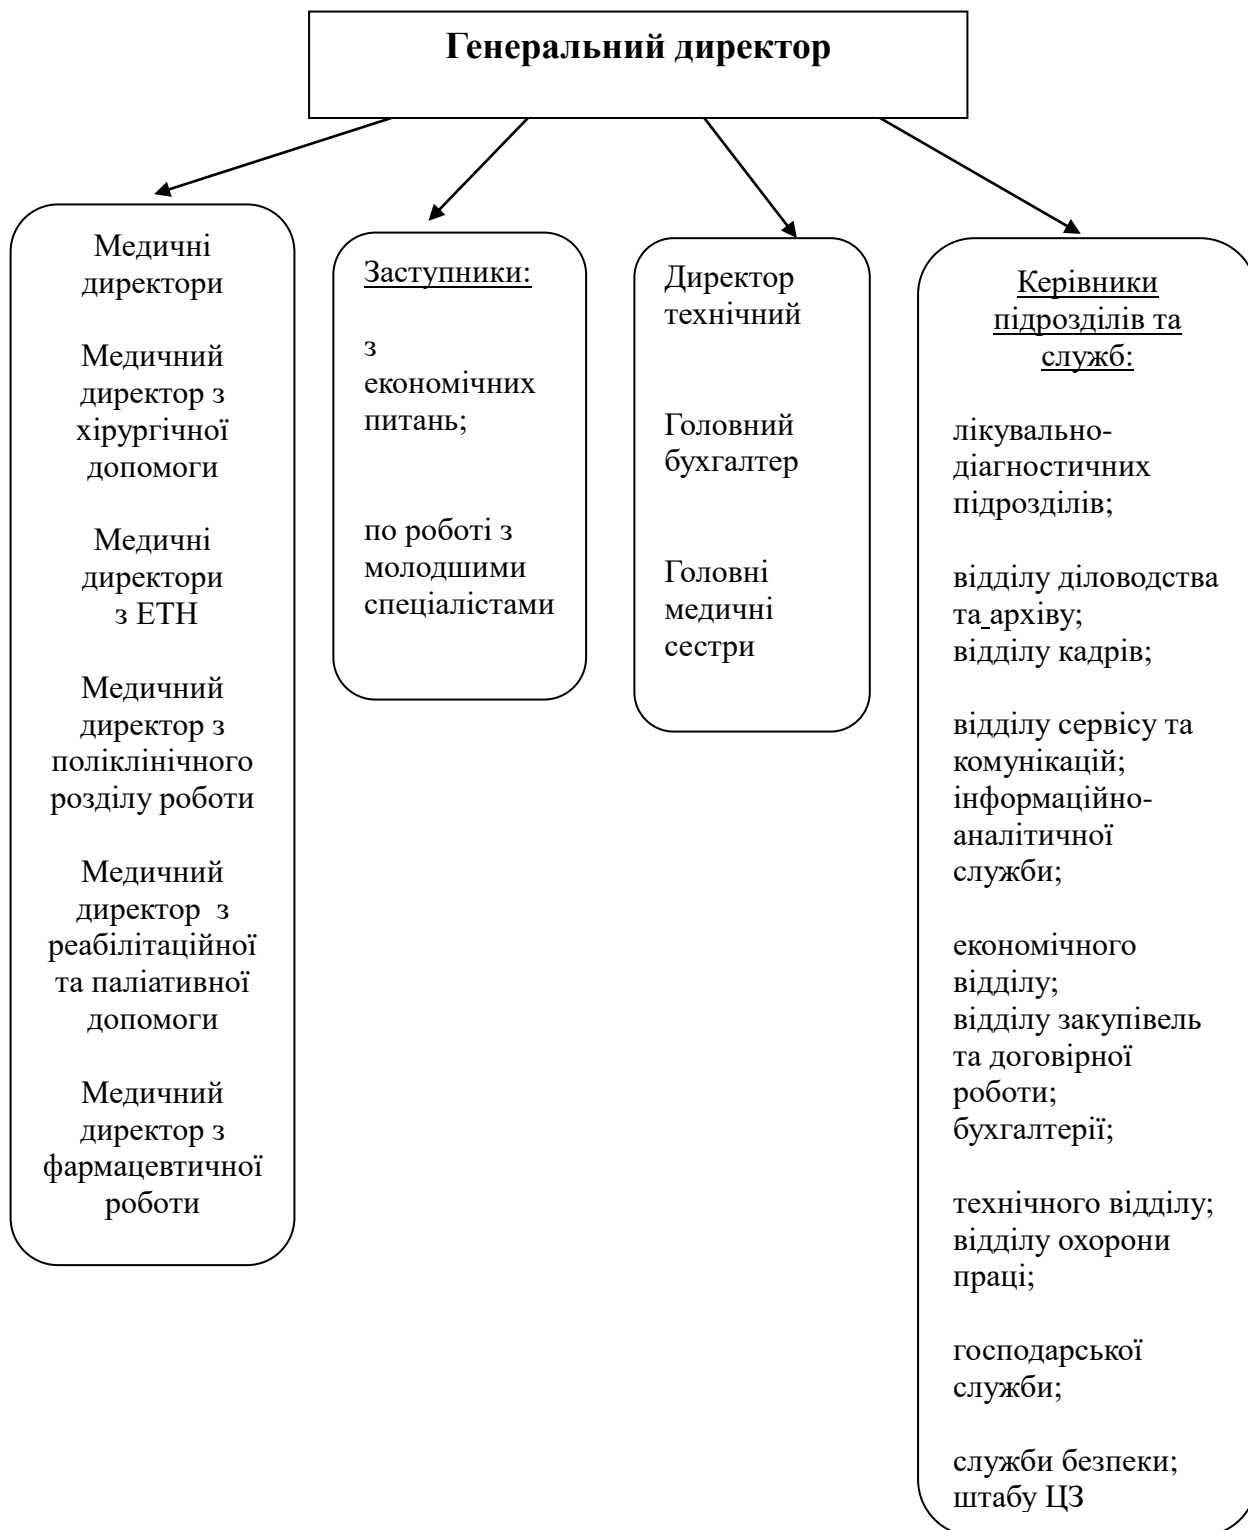 Генеральний директор
Медичні
директори
Медичний
директор з
хірургічної
допомоги
Медичні
директори
з ЕТН
Медичний
директор з
поліклінічного
розділу роботи
Медичний
директор з
реабілітаційної
та паліативної
допомоги
Медичний
директор з
фармацевтичної
роботи
Заступники:
з
економічних
питань;
по роботі з
молодшими
спеціалістами
Директор
технічний
Головний
бухгалтер
Головні
медичні
сестри
Керівники
підрозділів та
служб:
лікувально-
діагностичних
підрозділів;
відділу діловодства
та архіву;
відділу кадрів;
відділу сервісу та
комунікацій;
інформаційно-
аналітичної
служби;
економічного
відділу;
відділу закупівель
та договірної
роботи;
бухгалтерії;
технічного відділу;
відділу охорони
праці;
господарської
служби;
служби безпеки;
штабу ЦЗ